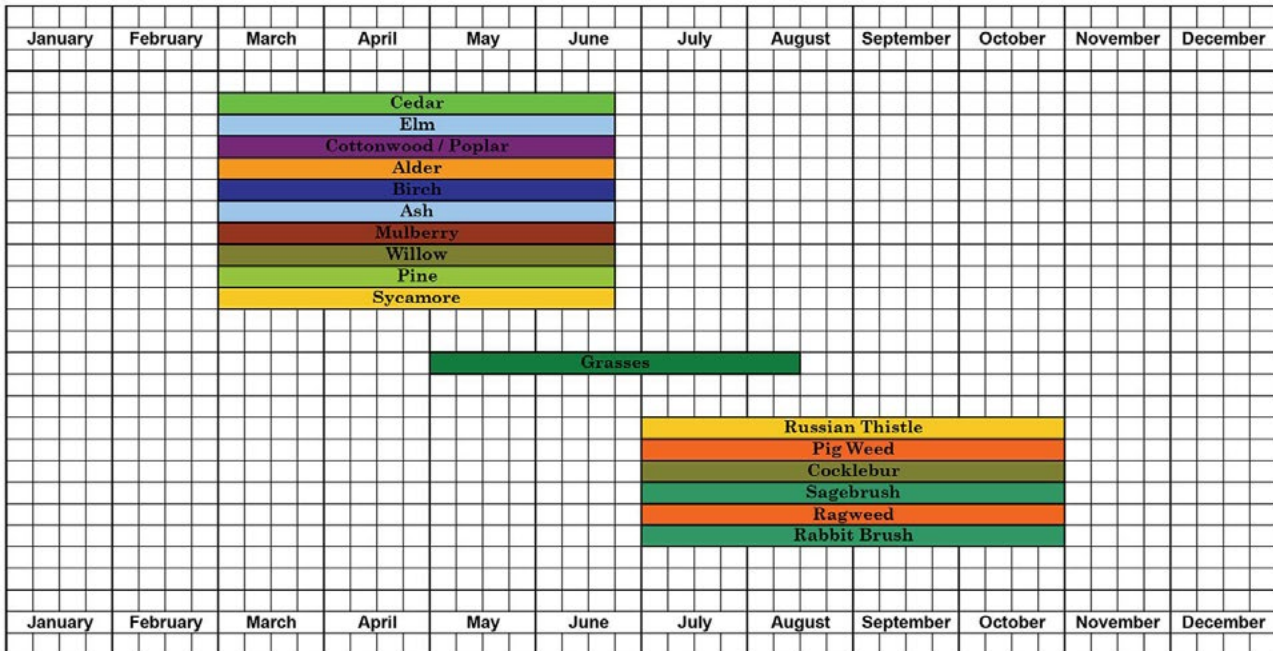 January February March April May June July August September October November December
Cedar
Elm
Cottonwood / Poplar
Alder
Birch
Ash
Mulberry
Willow
Pine
Sycamore
Grasses
Russian Thistle
Pig Weed
Cocklebur
Sagebrush
Ragweed
Rabbit Brush
January February March April May June July August September October November December